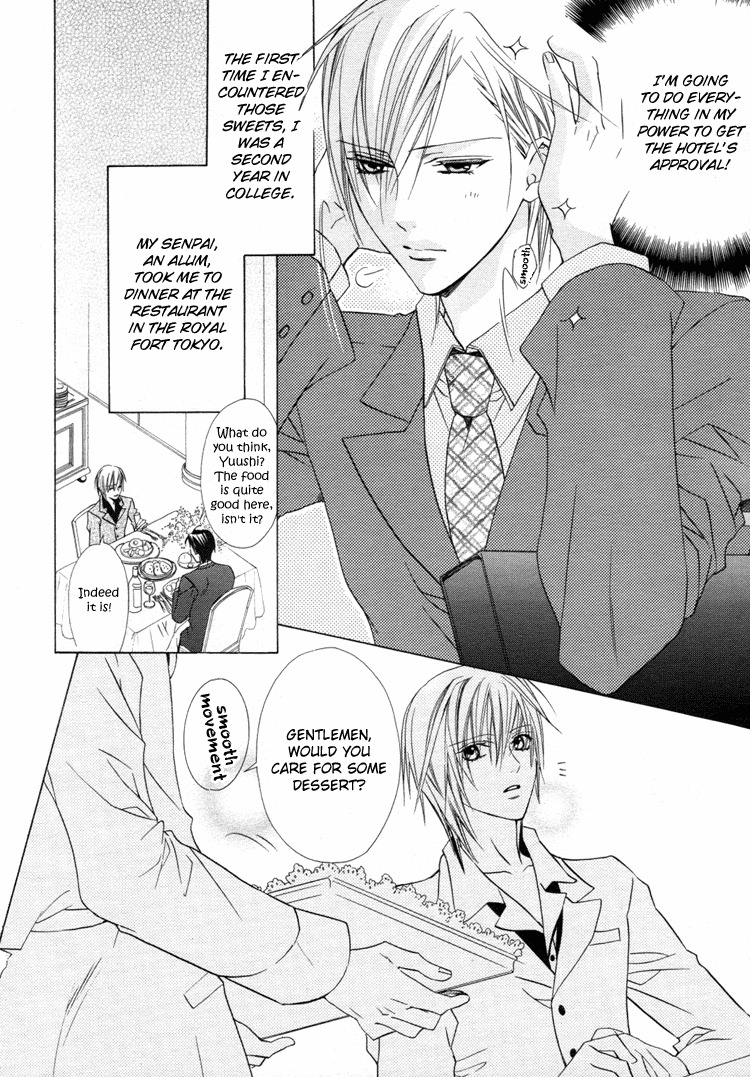 I'M GOING
TO DO EVERY-
THING IN MY
POWER TO GET
THE HOTEL'S
APPROVAL!
smooth
THE FIRST
TIME I EN-
COUNTERED
THOSE
SWEETS, I
WAS A
SECOND
YEAR IN
COLLEGE.
MY SENPAI,
AN ALUM,
TOOK ME TO
DINNER AT THE
RESTAURANT
IN THE ROYAL
FORT TOKYO.
What do
you think,
Yuushi?
The food
is quite
good here,
isn't it?
Indeed
it is!
smooth
movement
GENTLEMEN,
WOULD YOU
CARE FOR SOME
DESSERT?